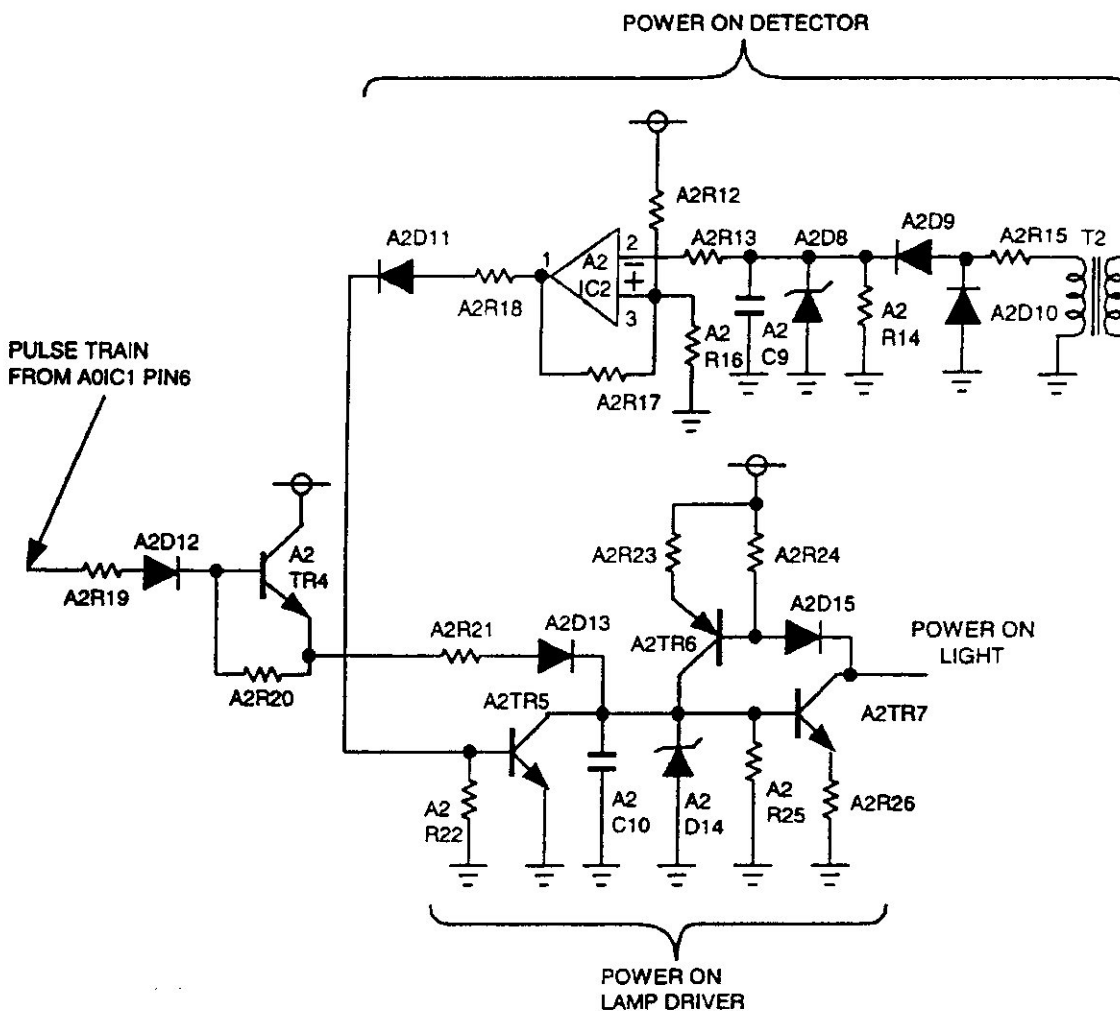 POWER ON DETECTOR
A2R12
A2D11
A2R13
A2D8
A2D9
A2R15
T2
1
2
A2
IC2
−
+
3
A2R18
A2
R16
A2
C9
A2
R14
A2D10
A2R17
PULSE TRAIN
FROM A0IC1 PIN6
A2D12
A2
TR4
A2R19
A2R20
A2R21
A2D13
A2R23
A2R24
A2D15
A2TR6
POWER ON
LIGHT
A2TR5
A2TR7
A2
R22
A2
C10
A2
D14
A2
R25
A2R26
POWER ON
LAMP DRIVER